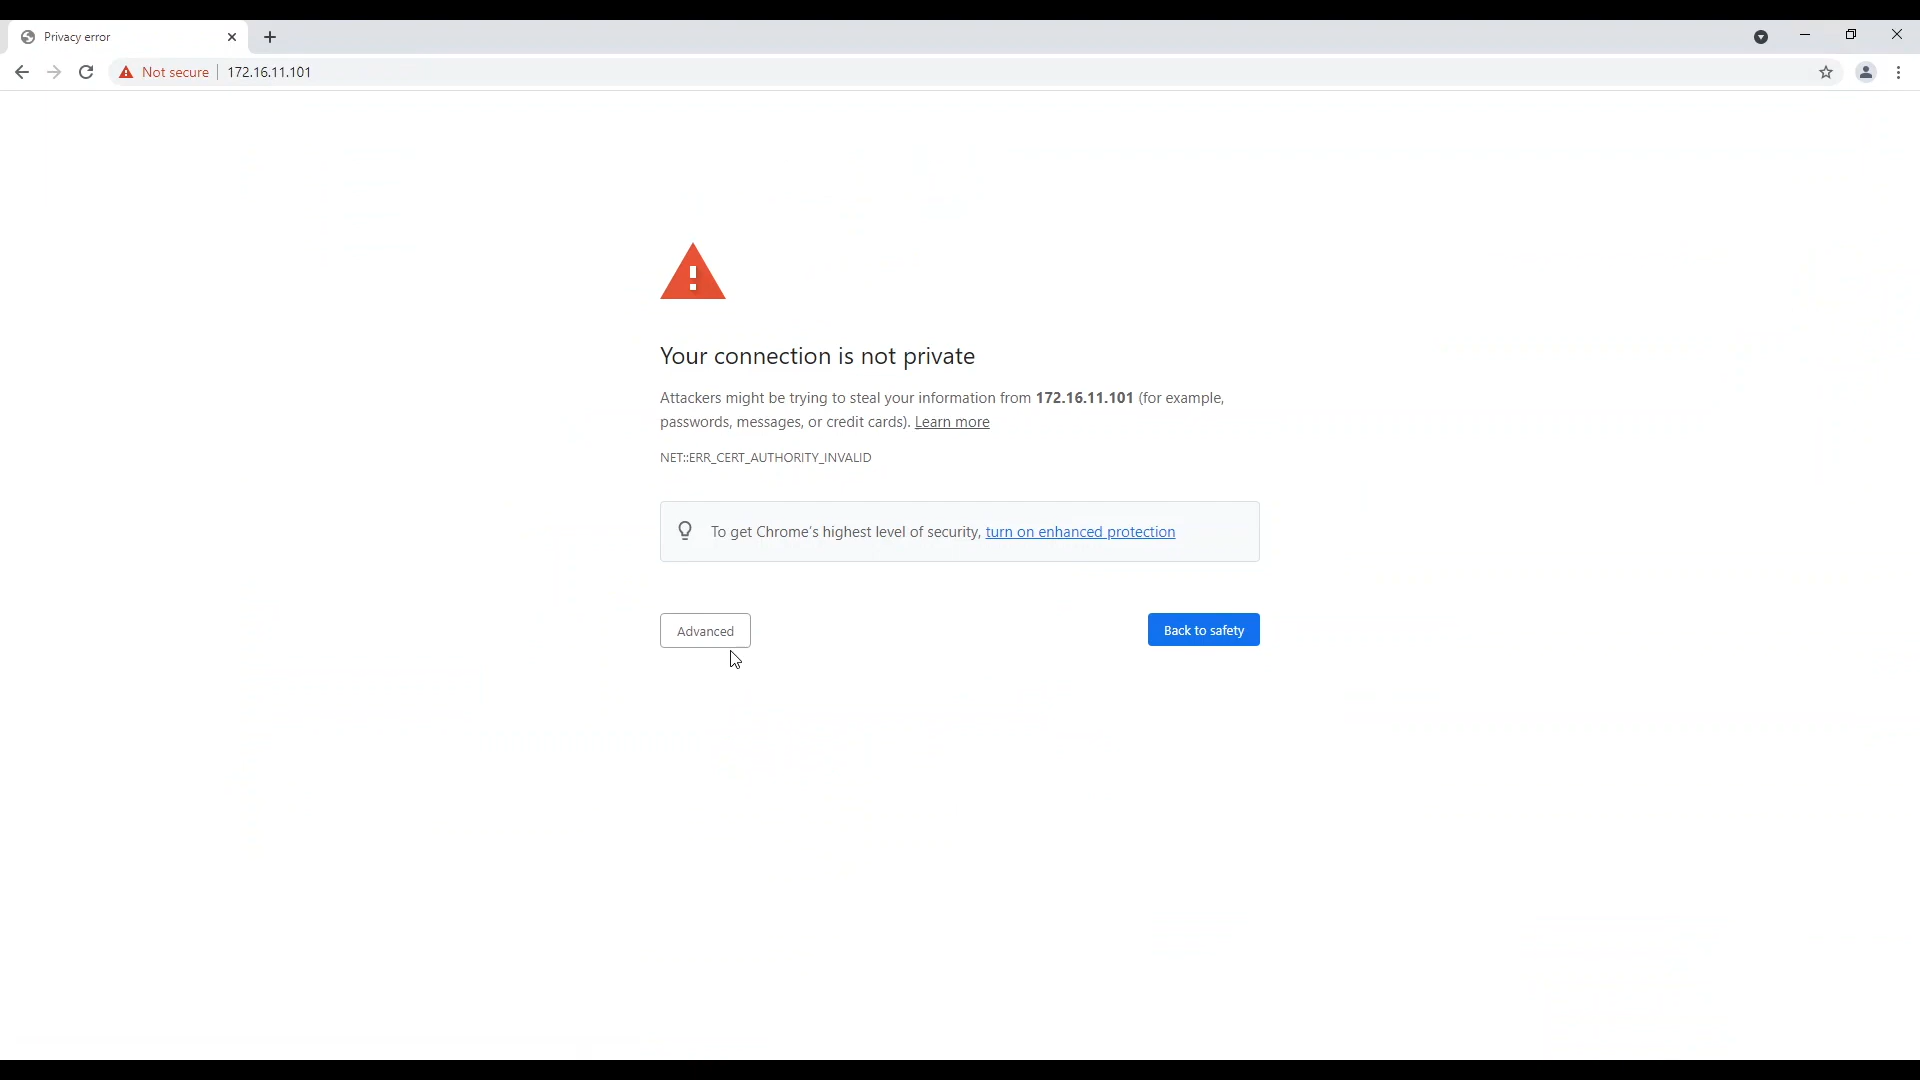 Privacy error
Not secure
172.16.11.101
Your connection is not private
Attackers might be trying to steal your information from 172.16.11.101 (for example,
passwords, messages, or credit cards). Learn more
NET::ERR_CERT_AUTHORITY_INVALID
To get Chrome's highest level of security, turn on enhanced protection
Advanced
Back to safety